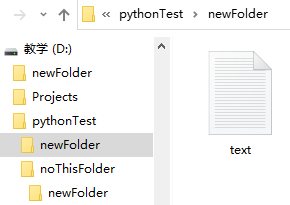 « pythonTest › newFolder
教学 (D:)
newFolder
Projects
pythonTest
newFolder
noThisFolder
newFolder
text